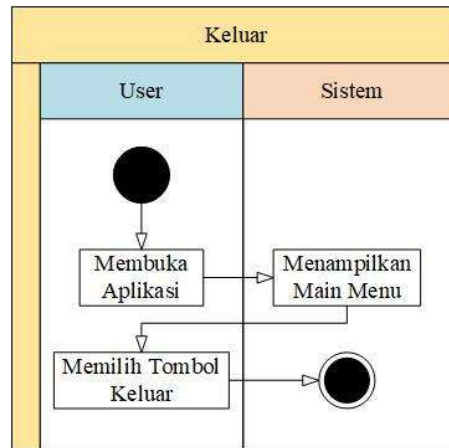 Keluar
User
Sistem
Membuka
Aplikasi
Menampilkan
Main Menu
Memilih Tombol
Keluar